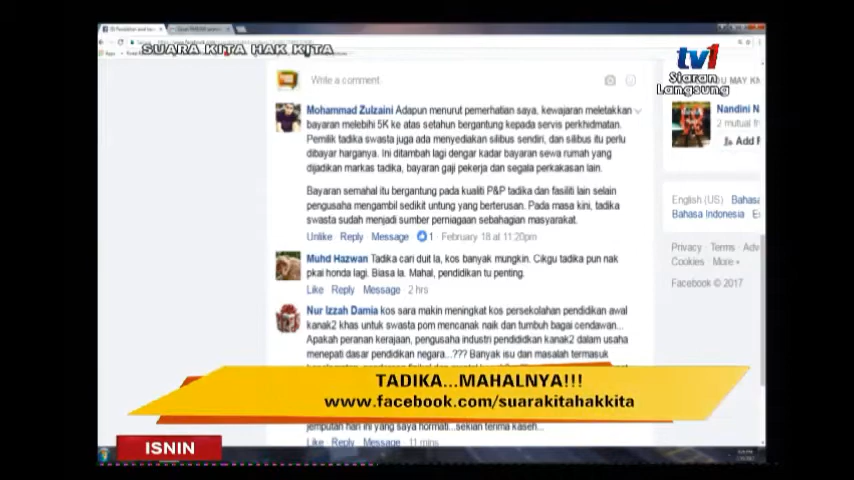 SUARA KITA HAK KITA
tv1
Siaran
Langsung
Write a comment
Mohammad Zulzaini Adapun menurut pemerhatian saya, kewajaran meletakkan
bayaran melebihi 5K ke atas setahun bergantung kepada servis perkhidmatan.
Pemilik tadika swasta juga ada menyediakan silibus sendiri, dan silibus itu perlu
dibayar harganya. Ini ditambah lagi dengan kadar bayaran sewa rumah yang
dijadikan markas tadika, bayaran gaji pekerja dan segala perkakasan lain.
Bayaran semahal itu bergantung pada kualiti P&P tadika dan fasiliti lain selain
pengusaha mengambil sedikit untung yang berterusan. Pada masa kini, tadika
swasta sudah menjadi sumber perniagaan sebahagian masyarakat.
Unlike Reply Message 1 · February 18 at 11:20pm
Muhd Hazwan Tadika cari duit la, kos banyak mungkin. Cikgu tadika pun nak
pkai honda lagi. Biasa la. Mahal, pendidikan tu penting.
Like Reply Message 2 hrs
Nur Izzah Damia kos sara makin meningkat kos persekolahan pendidikan awal
kanak2 khas untuk swasta pom mencanak naik dan tumbuh bagai cendawan...
Apakah peranan kerajaan, pengusaha industri pendididkan kanak2 dalam usaha
menepati dasar pendidikan negara...??? Banyak isu dan masalah termasuk
jemputan hari ini yang saya hormati...sekian terima kaseh...
Like Reply Message 11 mins
OU MAY KN
Nandini N
2 mutual fr
Add F
English (US) · Bahasa
Bahasa Indonesia · Es
Privacy · Terms · Adv
Cookies · More
Facebook © 2017
TADIKA...MAHALNYA!!!
www.facebook.com/suarakitahakkita
ISNIN